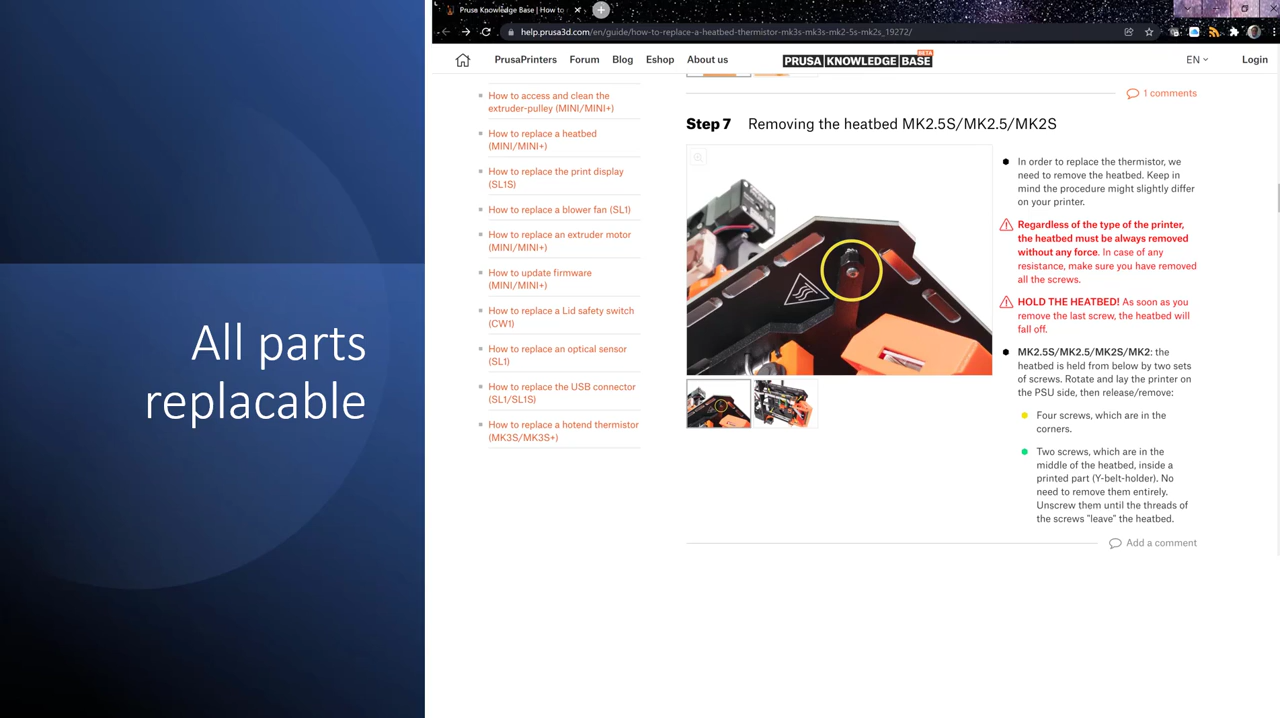 All parts
replacable
Prusa Knowledge Base | How to
help.prusa3d.com/en/guide/how-to-replace-a-heatbed-thermistor-mk3s-mk3s-mk2-5s-mk2s_19272/
PrusaPrinters
Forum
Blog
Eshop
About us
PRUSA KNOWLEDGE BASE
BETA
EN
Login
How to access and clean the
extruder-pulley (MINI/MINI+)
How to replace a heatbed
(MINI/MINI+)
How to replace the print display
(SL1S)
How to replace a blower fan (SL1)
How to replace an extruder motor
(MINI/MINI+)
How to update firmware
(MINI/MINI+)
How to replace a Lid safety switch
(CW1)
How to replace an optical sensor
(SL1)
How to replace the USB connector
(SL1/SL1S)
How to replace a hotend thermistor
(MK3S/MK3S+)
1 comments
Step 7 Removing the heatbed MK2.5S/MK2.5/MK2S
In order to replace the thermistor, we
need to remove the heatbed. Keep in
mind the procedure might slightly differ
on your printer.
Regardless of the type of the printer,
the heatbed must be always removed
without any force. In case of any
resistance, make sure you have removed
all the screws.
HOLD THE HEATBED! As soon as you
remove the last screw, the heatbed will
fall off.
MK2.5S/MK2.5/MK2S/MK2: the
heatbed is held from below by two sets
of screws. Rotate and lay the printer on
the PSU side, then release/remove:
Four screws, which are in the
corners.
Two screws, which are in the
middle of the heatbed, inside a
printed part (Y-belt-holder). No
need to remove them entirely.
Unscrew them until the threads of
the screws "leave" the heatbed.
Add a comment